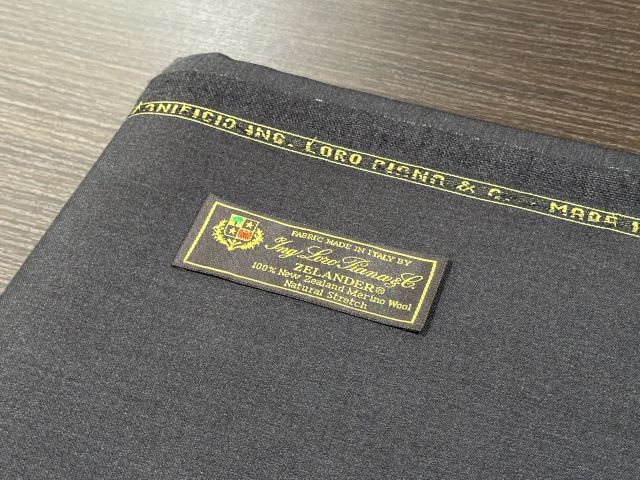 ANIFICIO ING. LORO PIANA & C. - MADE
FABRIC MADE IN ITALY BY
Ing. Loro Piana & C.
ZELANDER®
100% New Zealand Merino Wool
Natural Stretch